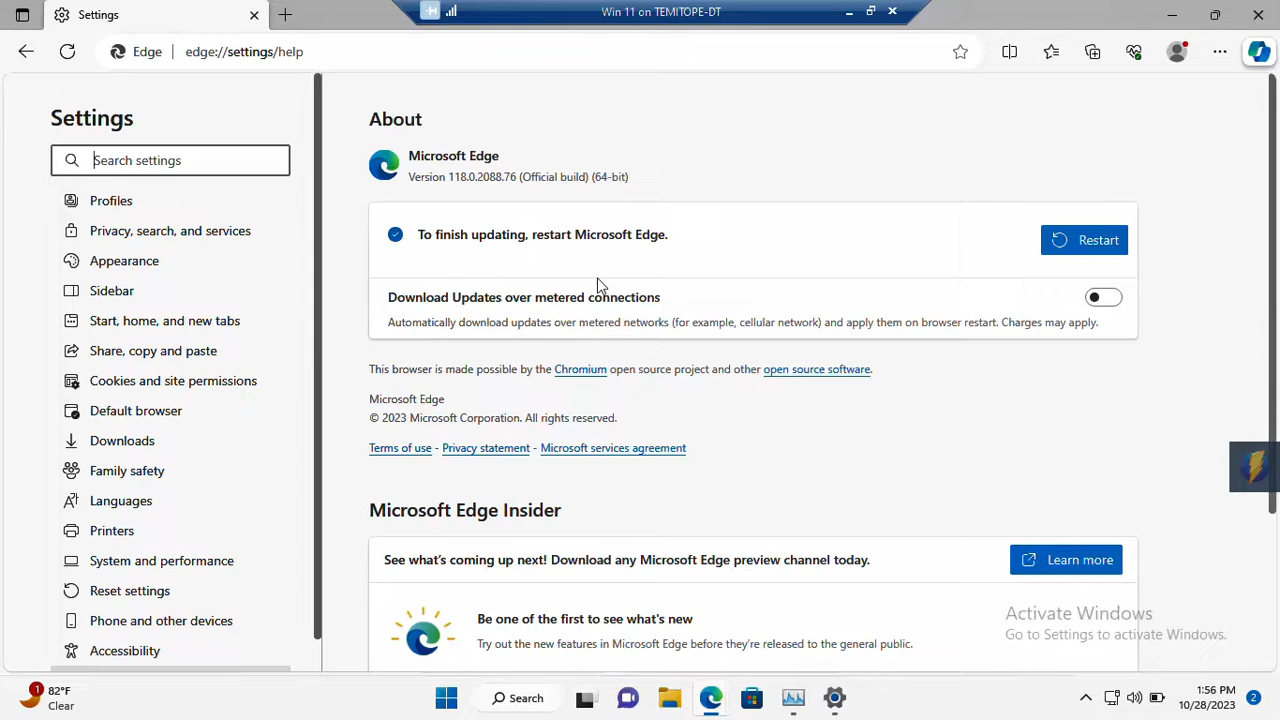 Settings
Win 11 on TEMITOPE-DT
Edge
edge://settings/help
Settings
Search settings
Profiles
Privacy, search, and services
Appearance
Sidebar
Start, home, and new tabs
Share, copy and paste
Cookies and site permissions
Default browser
Downloads
Family safety
Languages
Printers
System and performance
Reset settings
Phone and other devices
Accessibility
About
Microsoft Edge
Version 118.0.2088.76 (Official build) (64-bit)
To finish updating, restart Microsoft Edge.
Restart
Download Updates over metered connections
Automatically download updates over metered networks (for example, cellular network) and apply them on browser restart. Charges may apply.
This browser is made possible by the Chromium open source project and other open source software.
Microsoft Edge
© 2023 Microsoft Corporation. All rights reserved.
Terms of use - Privacy statement - Microsoft services agreement
Microsoft Edge Insider
See what's coming up next! Download any Microsoft Edge preview channel today.
Learn more
Be one of the first to see what's new
Try out the new features in Microsoft Edge before they're released to the general public.
Activate Windows
Go to Settings to activate Windows.
1
82°F
Clear
Search
1:56 PM
10/28/2023
2